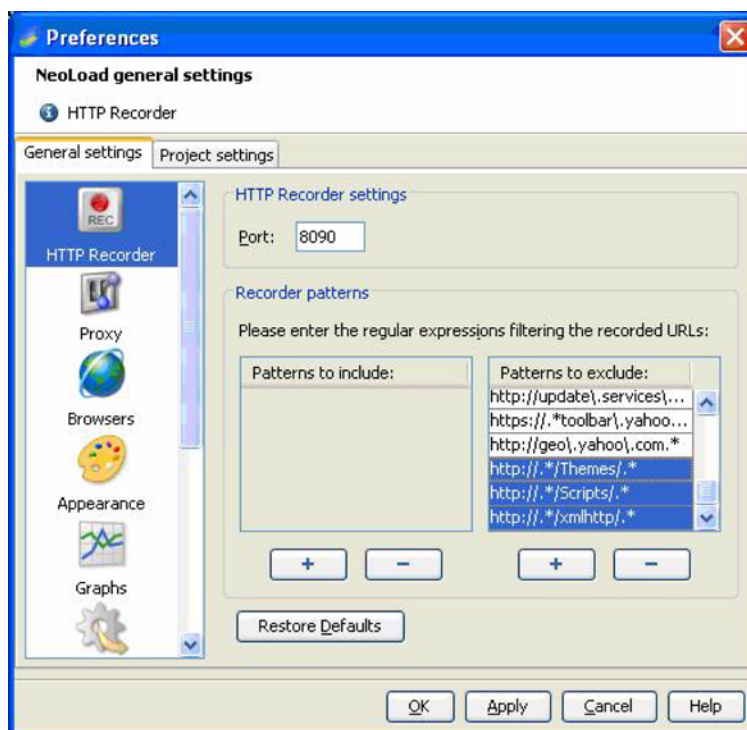 Preferences
NeoLoad general settings
HTTP Recorder
General settings
Project settings
REC
HTTP Recorder
Proxy
Browsers
Appearance
Graphs
HTTP Recorder settings
Port: 8090
Recorder patterns
Please enter the regular expressions filtering the recorded URLs:
Patterns to include:
Patterns to exclude:
http://update\.services\...
https://.*toolbar\.yahoo...
http://geo\.yahoo\.com.*
http://.*/Themes/.*
http://.*/Scripts/.*
http://.*/xmlhttp/.*
+ -
+ -
Restore Defaults
OK Apply Cancel Help